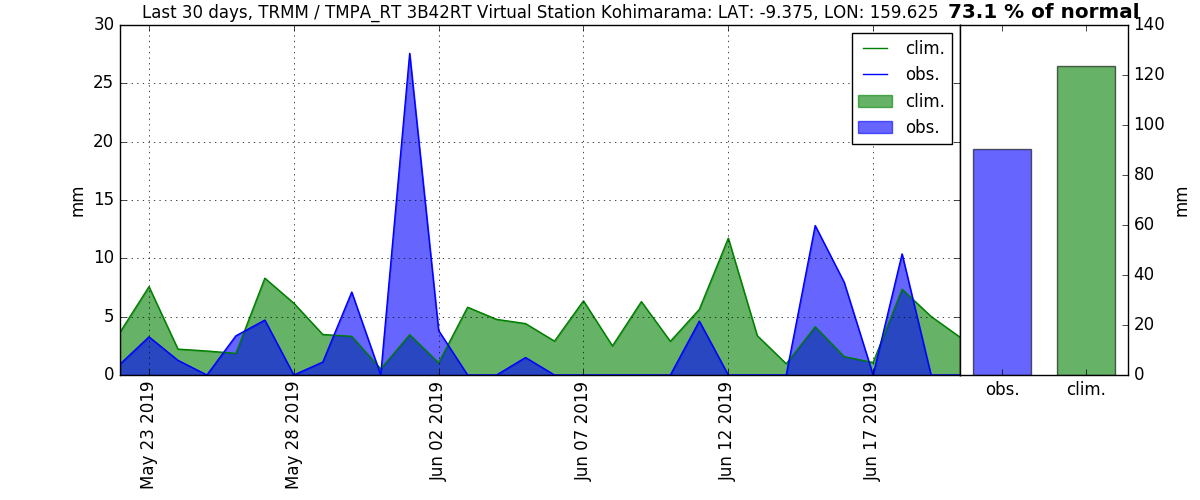 Last 30 days, TRMM / TMPA_RT 3B42RT Virtual Station Kohimarama: LAT: -9.375, LON: 159.625 73.1 % of normal
30
25
20
15
10
5
0
mm
clim.
obs.
clim.
obs.
May 23 2019
May 28 2019
Jun 02 2019
Jun 07 2019
Jun 12 2019
Jun 17 2019
140
120
100
80
60
40
20
0
mm
obs. clim.